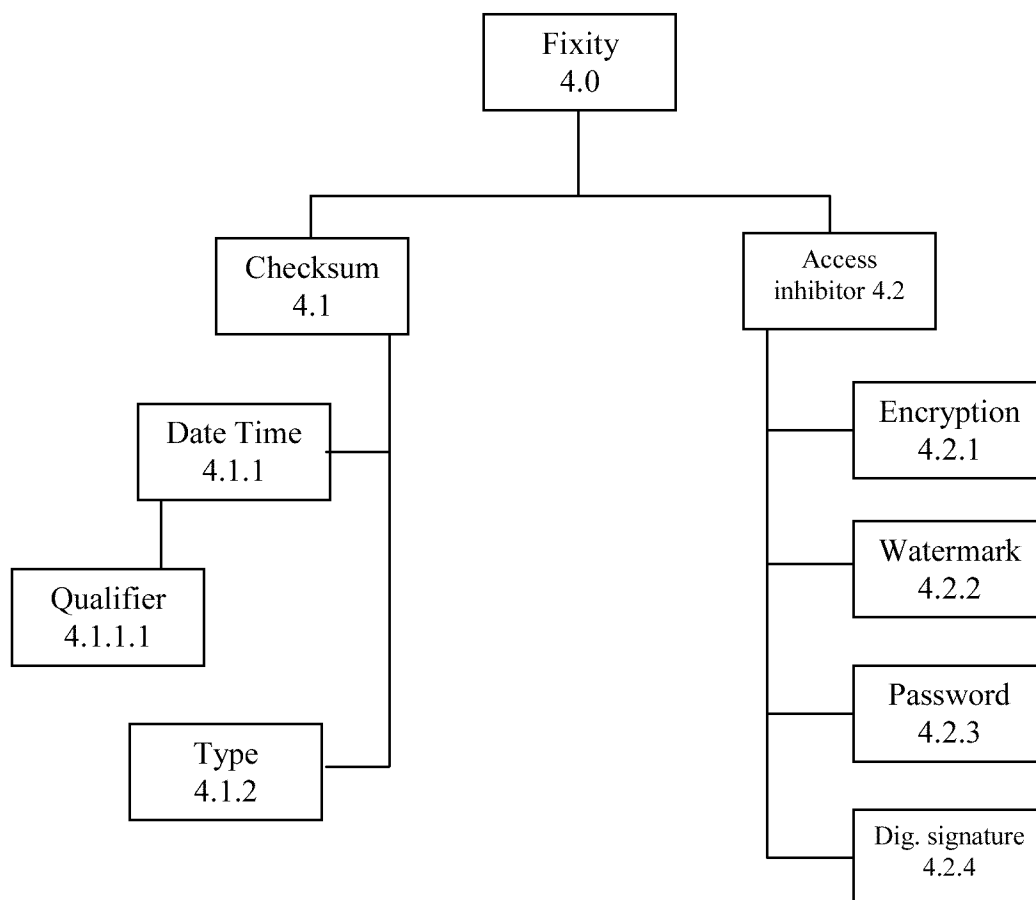 Fixity
4.0
Checksum
4.1
Access
inhibitor 4.2
Date Time
4.1.1
Qualifier
4.1.1.1
Type
4.1.2
Encryption
4.2.1
Watermark
4.2.2
Password
4.2.3
Dig. signature
4.2.4